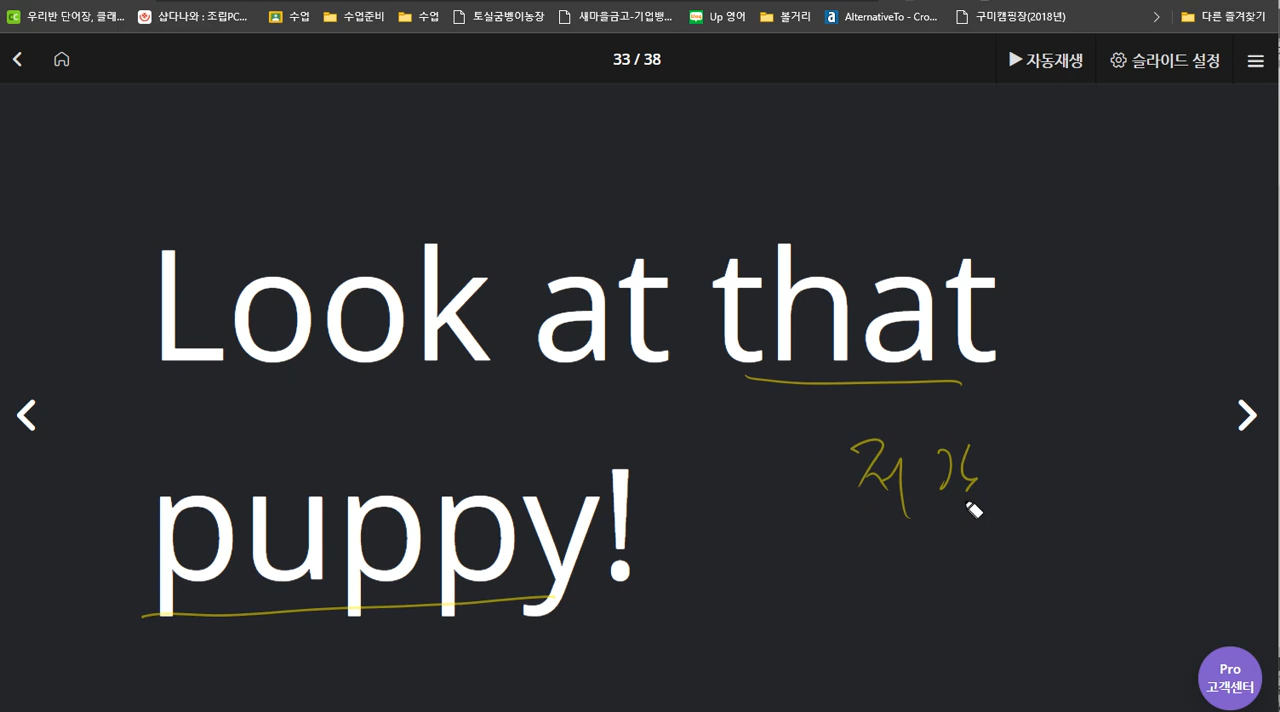 우리반 단어장, 클래... 샵다나와 : 조립PC... 수업 수업준비 수업 토실굼벵이농장 새마을금고-기업뱅... Up 영어 볼거리 AlternativeTo - Cro... 구미캠핑장(2018년) 다른 즐겨찾기
33 / 38 자동재생 슬라이드 설정
Look at that
puppy!
Pro
고객센터